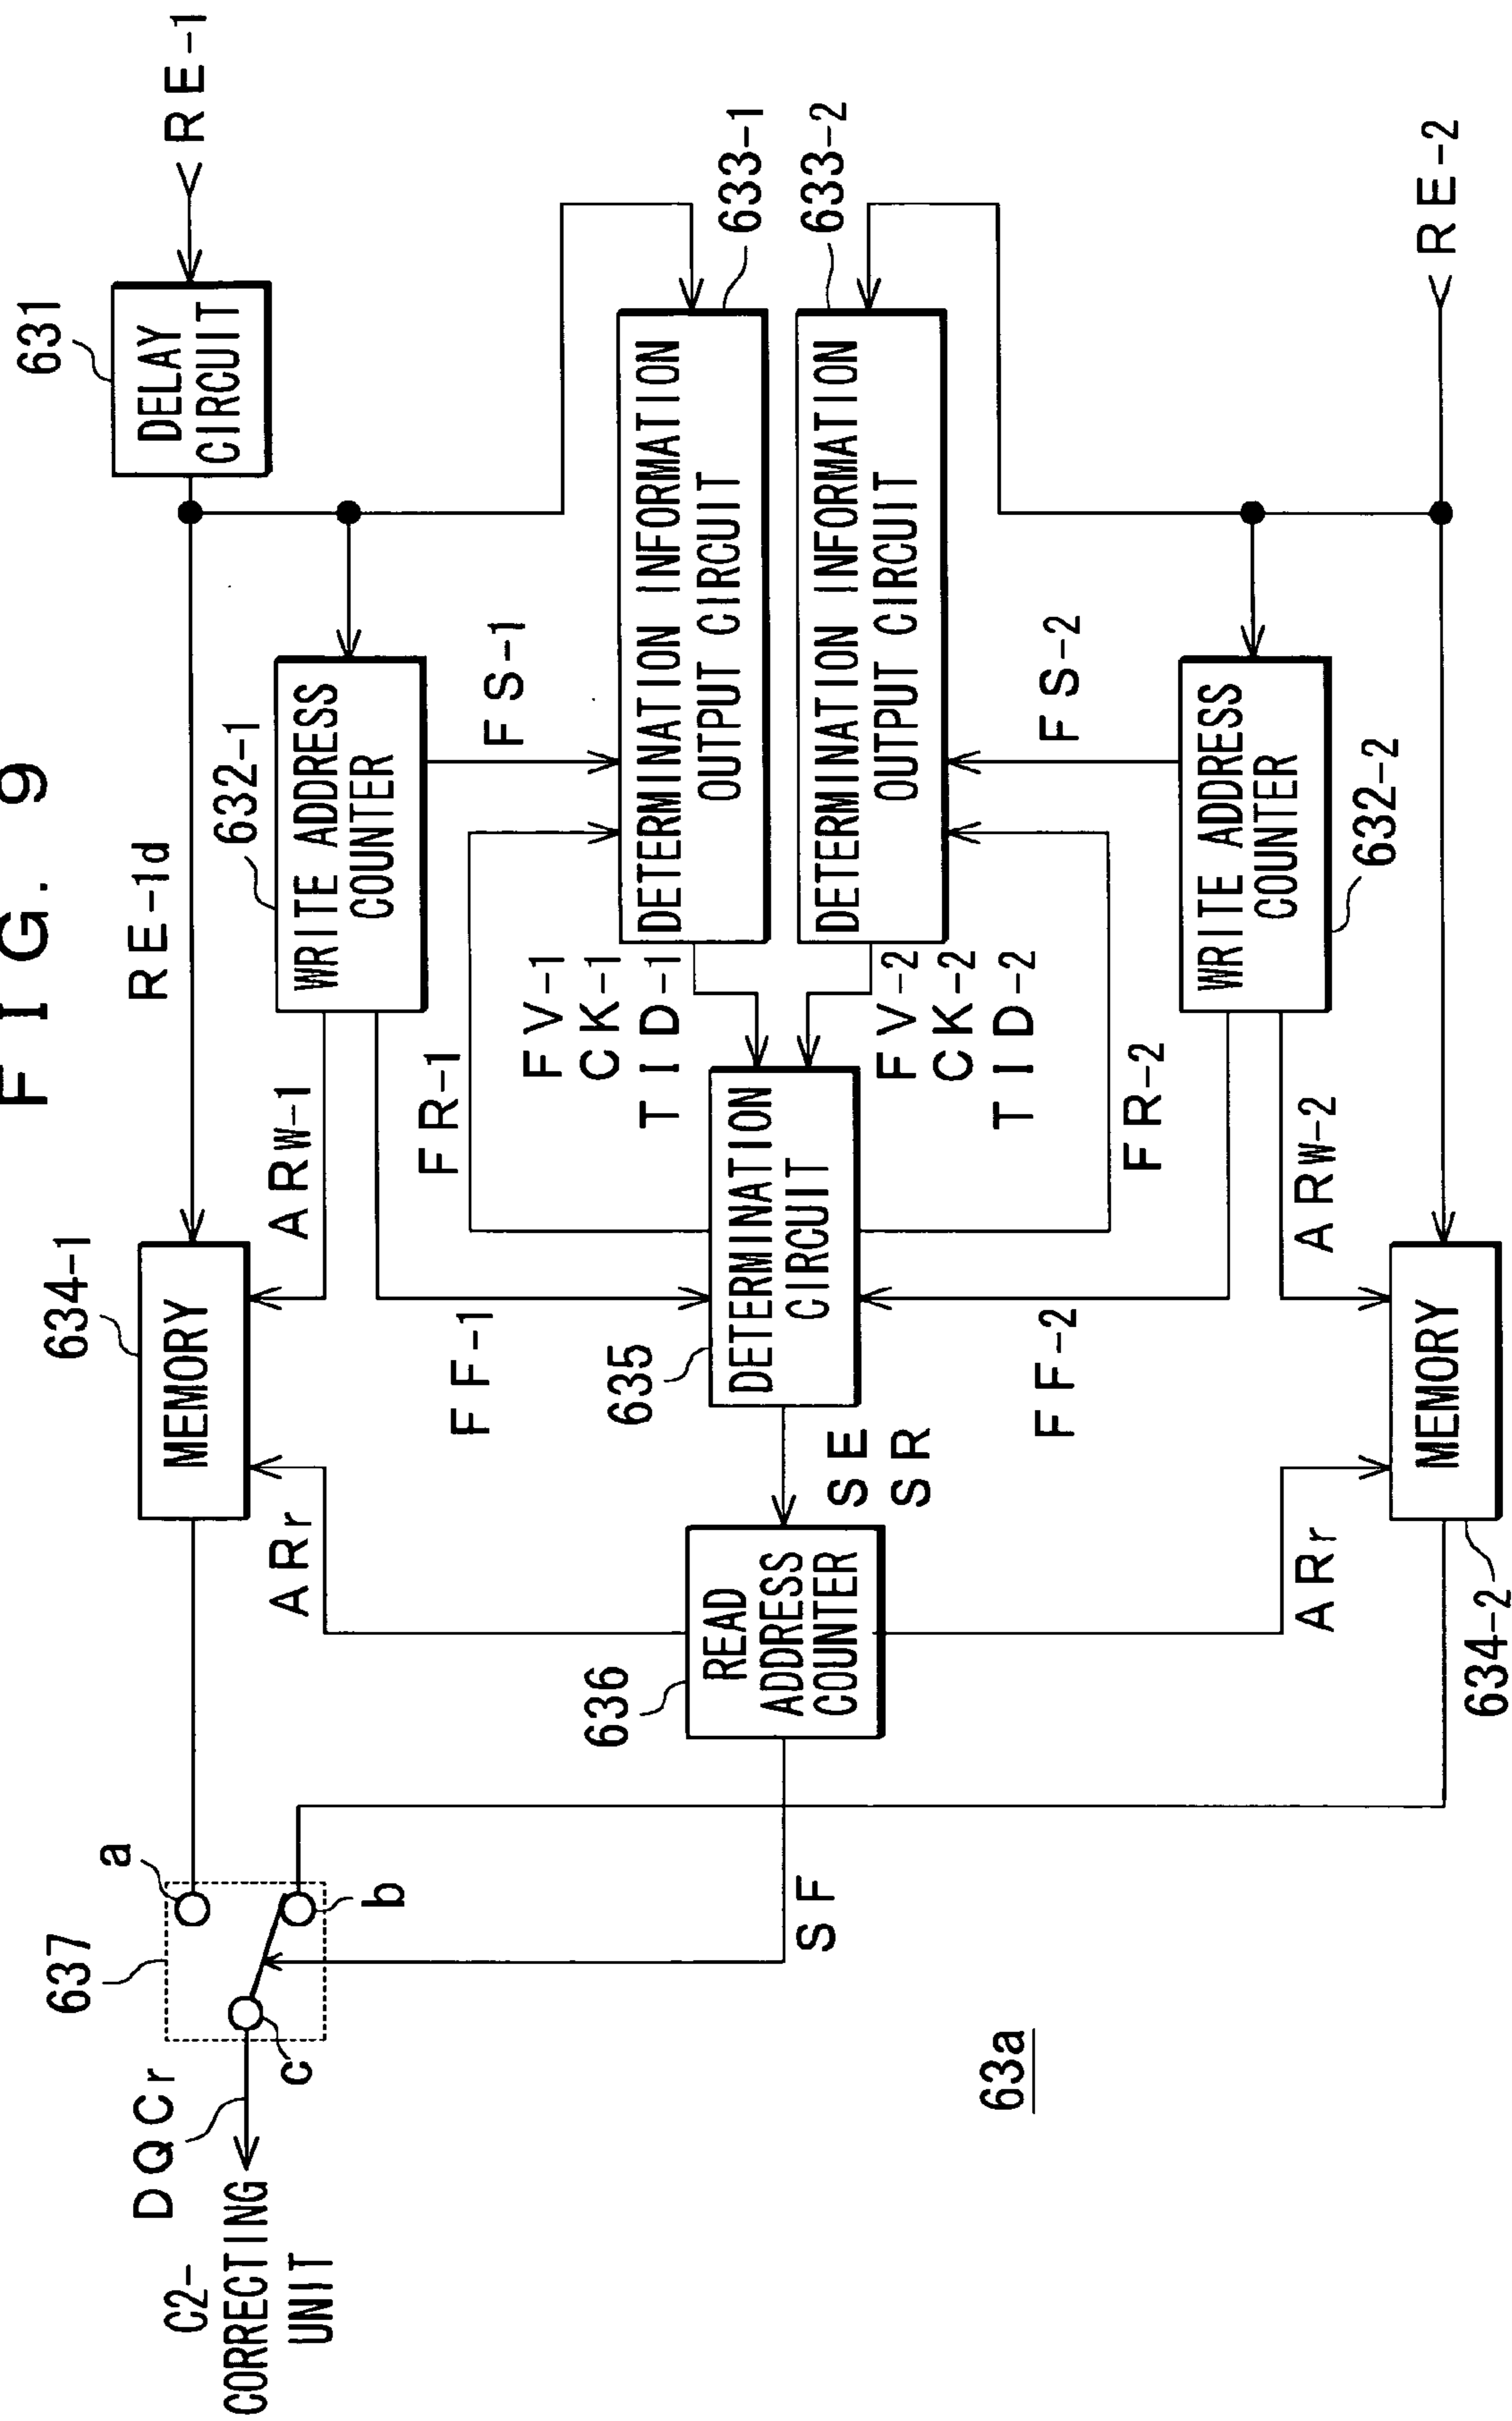 FIG. 9
RE-1
631
DELAY
CIRCUIT
RE-1d
634-1
MEMORY
632-1
WRITE ADDRESS
COUNTER
ARW-1
ARr
FS-1
FR-1
FF-1
FV-1
CK-1
TID-1
633-1
DETERMINATION INFORMATION
OUTPUT CIRCUIT
633-2
DETERMINATION INFORMATION
OUTPUT CIRCUIT
635
DETERMINATION
CIRCUIT
SE
SR
636
READ
ADDRESS
COUNTER
FV-2
CK-2
TID-2
FS-2
FR-2
FF-2
632-2
WRITE ADDRESS
COUNTER
ARW-2
ARr
634-2
MEMORY
RE-2
637
a
b
c
SF
DQCr
C2-
CORRECTING
UNIT
63a